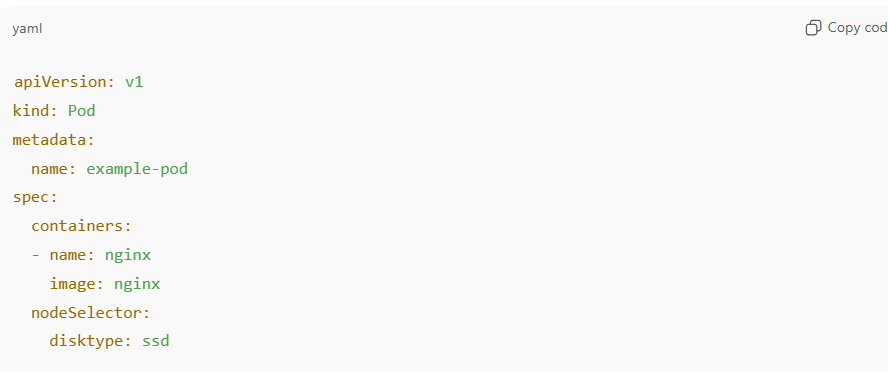 yaml
Copy cod
apiVersion: v1
kind: Pod
metadata:
  name: example-pod
spec:
  containers:
  - name: nginx
    image: nginx
  nodeSelector:
    disktype: ssd